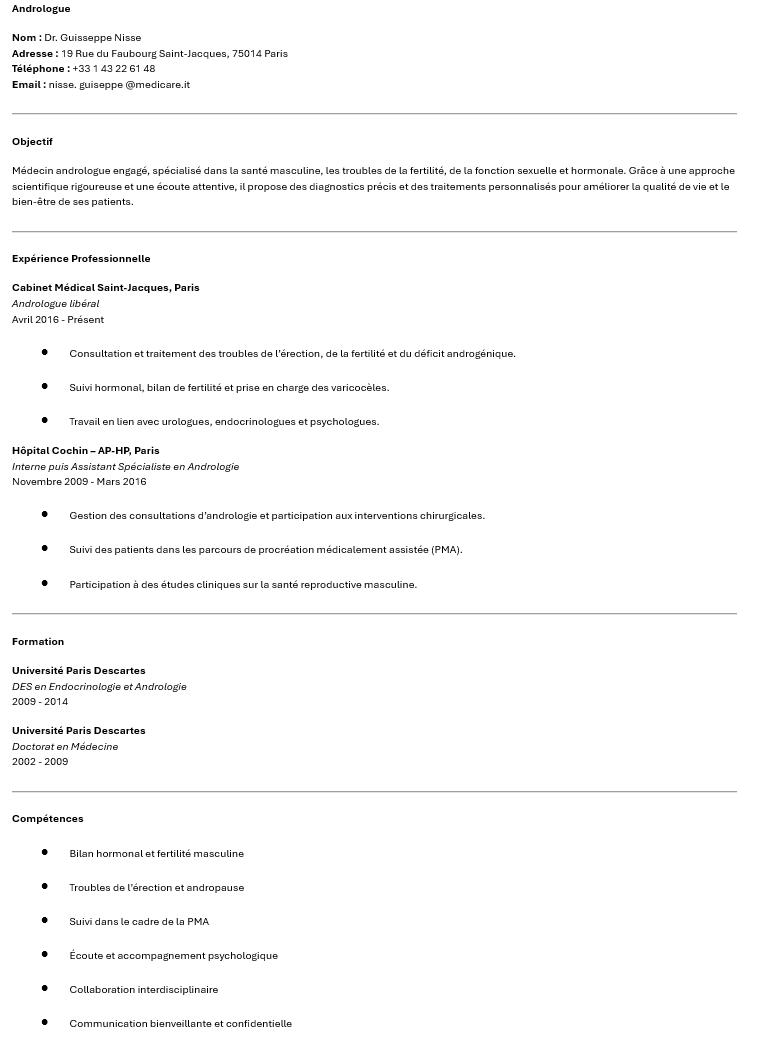 Andrologue
Nom : Dr. Guisseppe Nisse
Adresse : 19 Rue du Faubourg Saint-Jacques, 75014 Paris
Téléphone : +33 1 43 22 61 48
Email : nisse. guiseppe @medicare.it
Objectif
Médecin andrologue engagé, spécialisé dans la santé masculine, les troubles de la fertilité, de la fonction sexuelle et hormonale. Grâce à une approche
scientifique rigoureuse et une écoute attentive, il propose des diagnostics précis et des traitements personnalisés pour améliorer la qualité de vie et le
bien-être de ses patients.
Expérience Professionnelle
Cabinet Médical Saint-Jacques, Paris
Andrologue libéral
Avril 2016 - Présent
● Consultation et traitement des troubles de l'érection, de la fertilité et du déficit androgénique.
● Suivi hormonal, bilan de fertilité et prise en charge des varicocèles.
● Travail en lien avec urologues, endocrinologues et psychologues.
Hôpital Cochin – AP-HP, Paris
Interne puis Assistant Spécialiste en Andrologie
Novembre 2009 - Mars 2016
● Gestion des consultations d'andrologie et participation aux interventions chirurgicales.
● Suivi des patients dans les parcours de procréation médicalement assistée (PMA).
● Participation à des études cliniques sur la santé reproductive masculine.
Formation
Université Paris Descartes
DES en Endocrinologie et Andrologie
2009 - 2014
Université Paris Descartes
Doctorat en Médecine
2002 - 2009
Compétences
● Bilan hormonal et fertilité masculine
● Troubles de l'érection et andropause
● Suivi dans le cadre de la PMA
● Écoute et accompagnement psychologique
● Collaboration interdisciplinaire
● Communication bienveillante et confidentielle